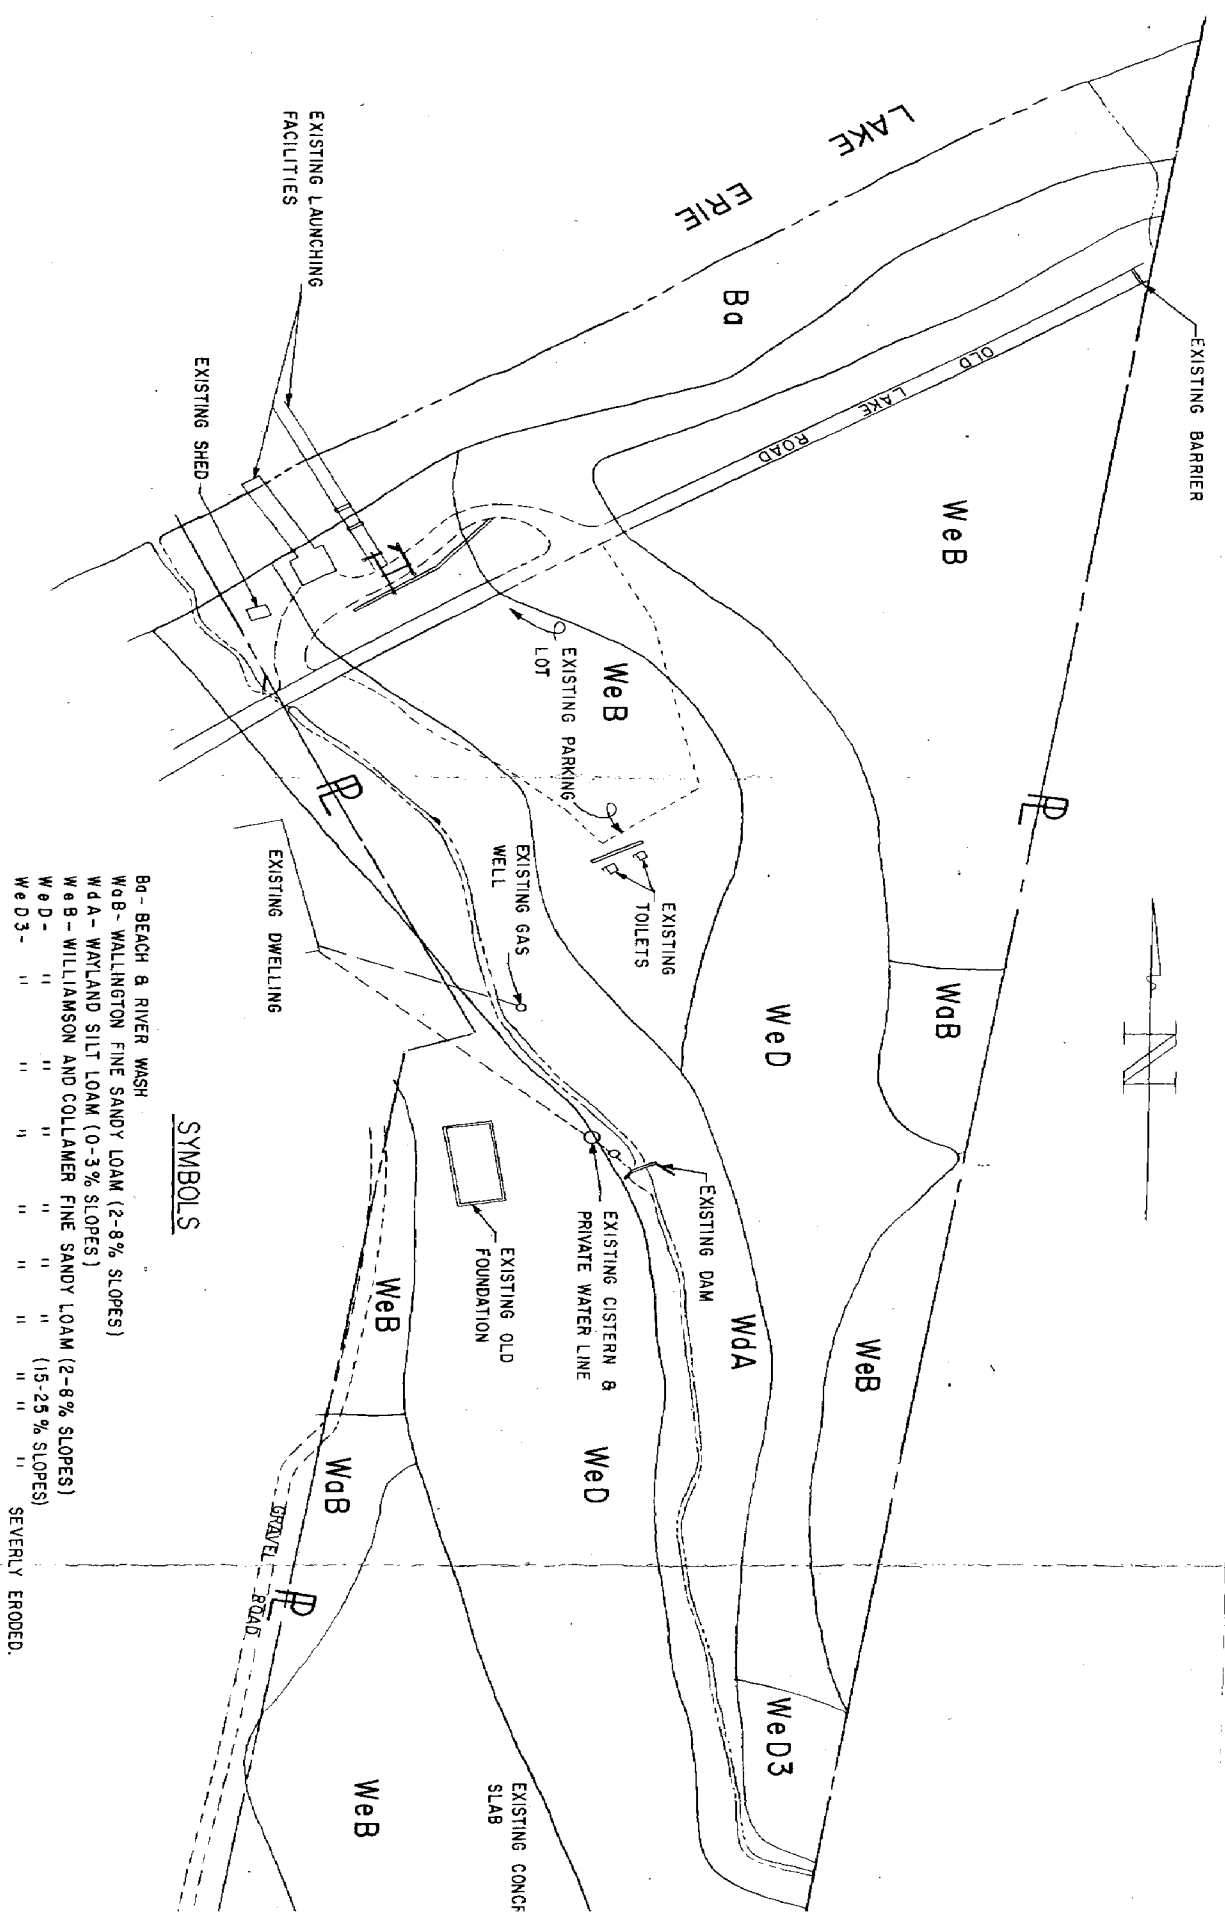 LAKE
ERIE
Ba
EXISTING LAUNCHING
FACILITIES
EXISTING SHED
EXISTING BARRIER
OLD
LAKE
ROAD
WeB
WeB
EXISTING PARKING
LOT
PL
PL
EXISTING
TOILETS
EXISTING GAS
WELL
EXISTING DWELLING
WaB
WeD
N
EXISTING DAM
EXISTING CISTERN &
PRIVATE WATER LINE
EXISTING OLD
FOUNDATION
WeB
WdA
WeB
WeD
WaB
GRAVEL ROAD
PL
WeD3
WeB
EXISTING CONCR
SLAB
SYMBOLS
Ba- BEACH & RIVER WASH
WaB- WALLINGTON FINE SANDY LOAM (2-8% SLOPES)
WdA- WAYLAND SILT LOAM (0-3% SLOPES)
WeB- WILLIAMSON AND COLLAMER FINE SANDY LOAM (2-8% SLOPES)
WeD- " " " " " " " (15-25% SLOPES)
WeD3- " " " " " " " " " SEVERLY ERODED.